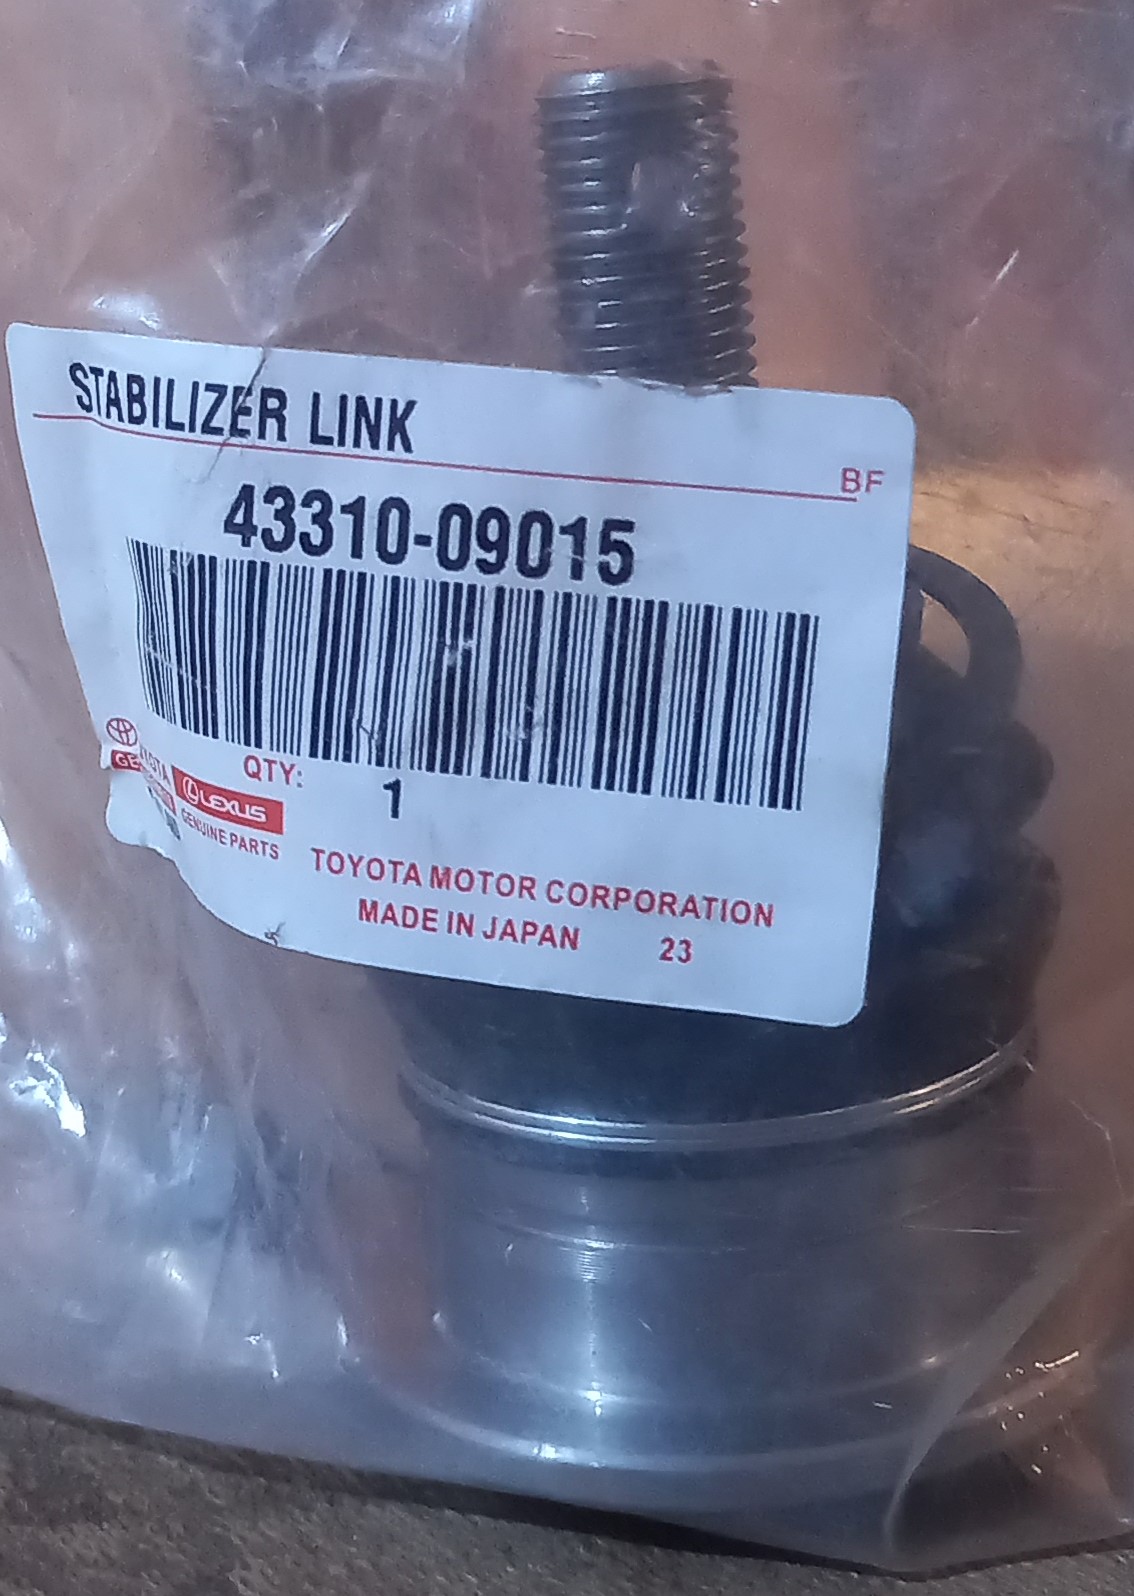 STABILIZER LINK
BF
43310-09015
QTY: 1
LEXUS
GENUINE PARTS
TOYOTA MOTOR CORPORATION
MADE IN JAPAN 23